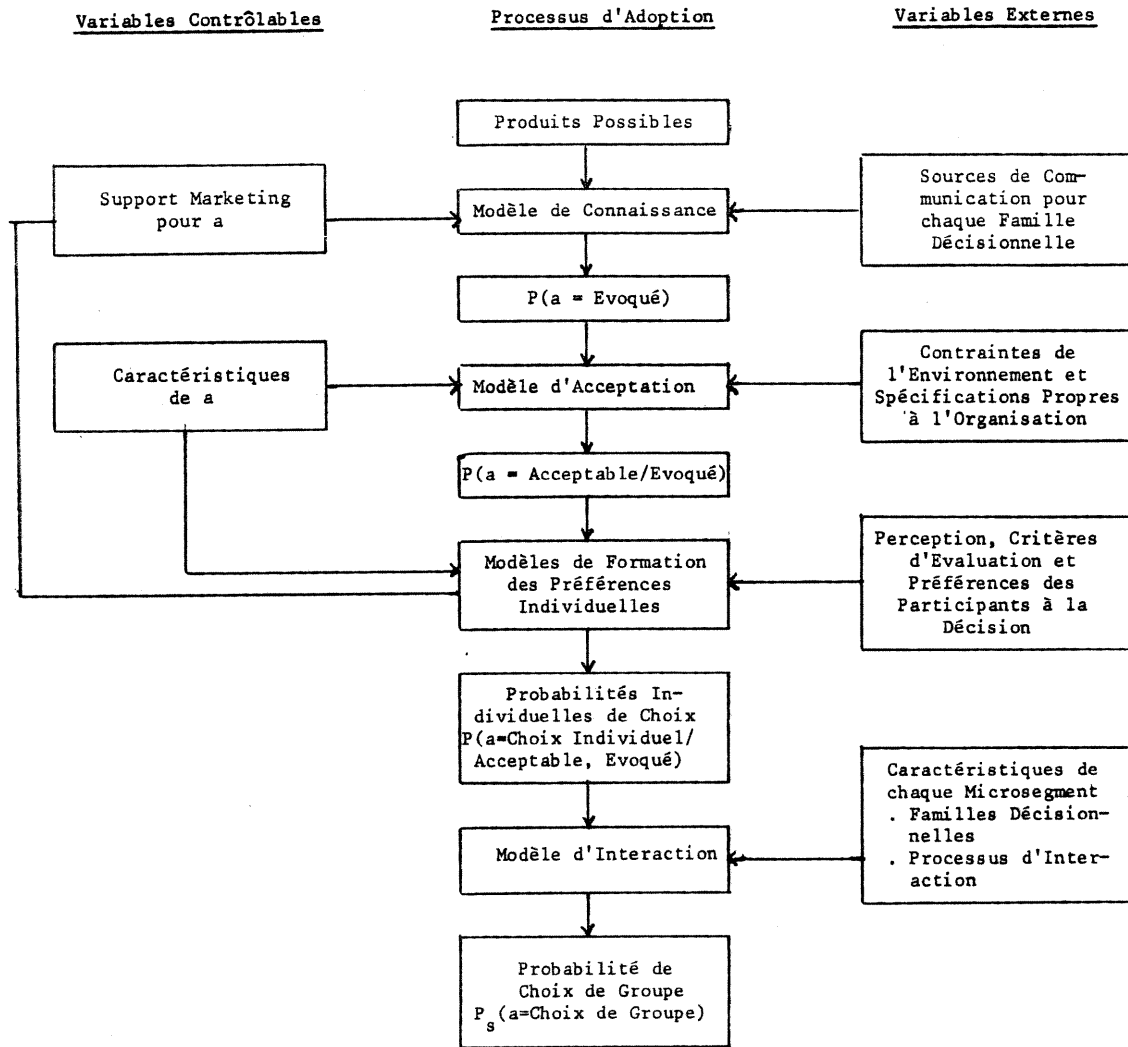 Variables Contrôlables
Processus d'Adoption
Variables Externes
Produits Possibles
Support Marketing
pour a
Modèle de Connaissance
Sources de Com-
munication pour
chaque Famille
Décisionnelle
P(a = Evoqué)
Caractéristiques
de a
Modèle d'Acceptation
Contraintes de
l'Environnement et
Spécifications Propres
à l'Organisation
P(a = Acceptable/Evoqué)
Modèles de Formation
des Préférences
Individuelles
Perception, Critères
d'Evaluation et
Préférences des
Participants à la
Décision
Probabilités In-
dividuelles de Choix
P(a=Choix Individuel/
Acceptable, Evoqué)
Modèle d'Interaction
Caractéristiques de
chaque Microsegment
. Familles Décision-
nelles
. Processus d'Inter-
action
Probabilité de
Choix de Groupe
P_s(a=Choix de Groupe)